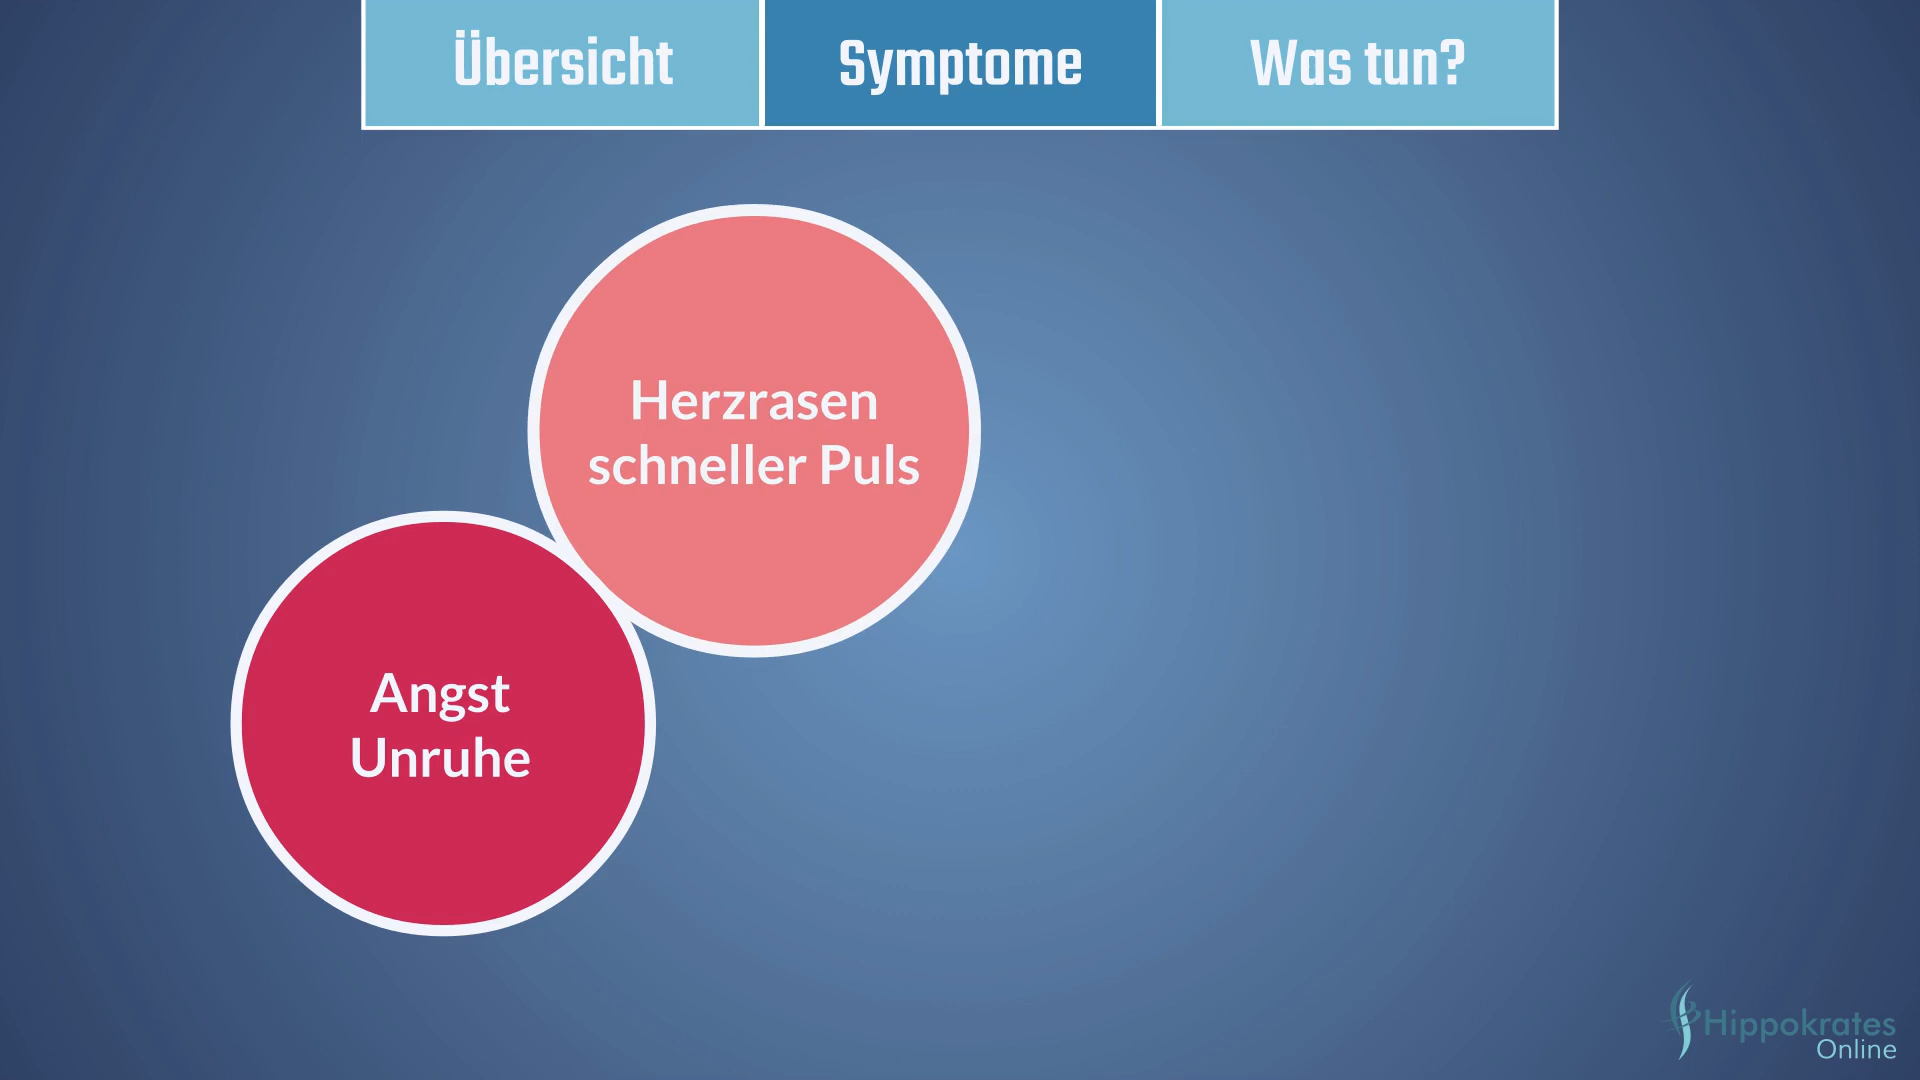 Übersicht
Symptome
Was tun?
Herzrasen
schneller Puls
Angst
Unruhe
Hippokrates
Online